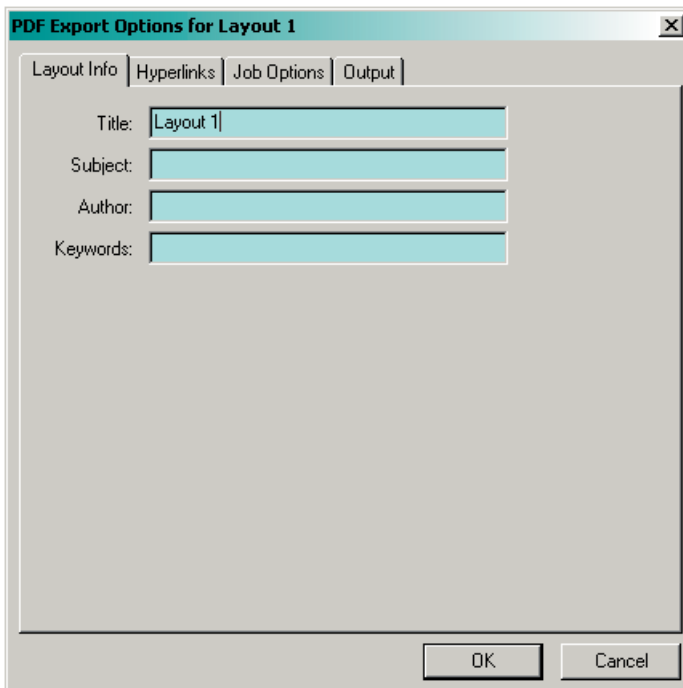 PDF Export Options for Layout 1
Layout Info Hyperlinks Job Options Output
Title: Layout 1
Subject:
Author:
Keywords:
OK Cancel